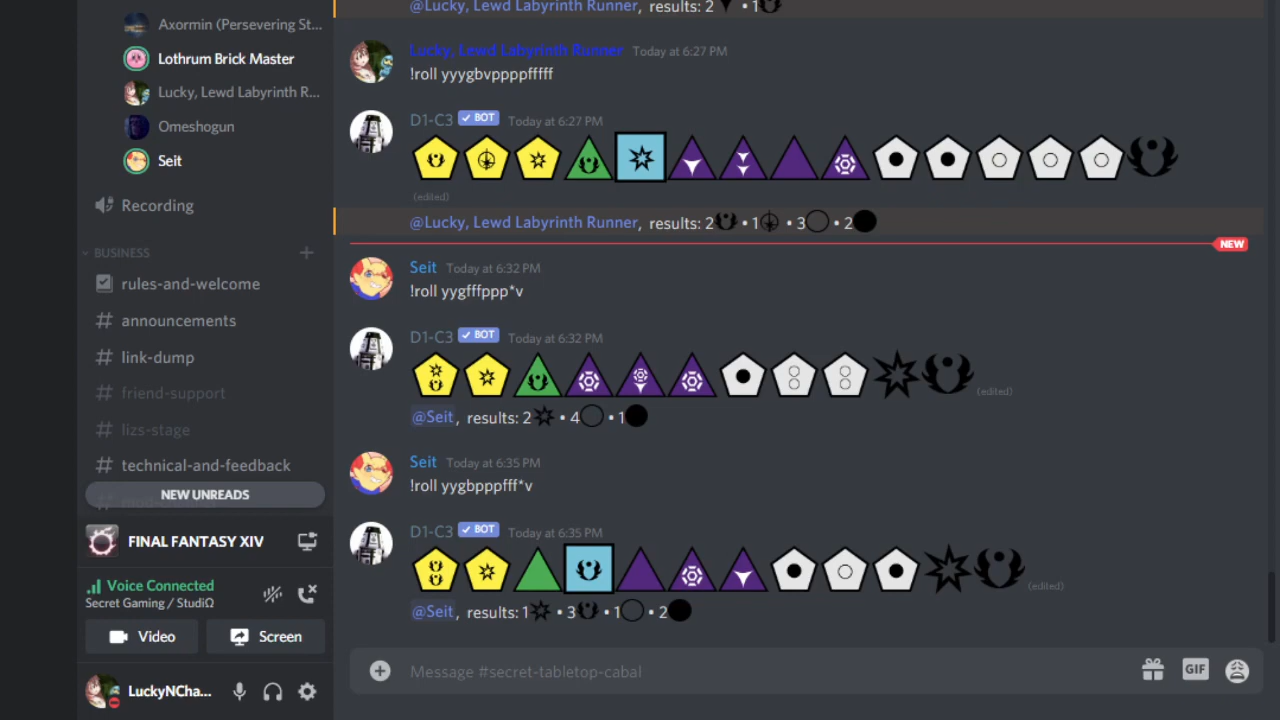 Axormin (Persevering St...
Lothrum Brick Master
Lucky, Lewd Labyrinth R...
Omeshogun
Seit
Recording
BUSINESS
rules-and-welcome
announcements
link-dump
friend-support
lizs-stage
technical-and-feedback
NEW UNREADS
FINAL FANTASY XIV
Voice Connected
Secret Gaming / StudiΩ
Video Screen
LuckyNCha...
@Lucky, Lewd Labyrinth Runner, results: 2 • 1
Lucky, Lewd Labyrinth Runner Today at 6:27 PM
!roll yyygbvppppfffff
D1-C3 BOT Today at 6:27 PM
(edited)
@Lucky, Lewd Labyrinth Runner, results: 2 • 1 • 3 • 2
NEW
Seit Today at 6:32 PM
!roll yygfffppp*v
D1-C3 BOT Today at 6:32 PM
(edited)
@Seit, results: 2 • 4 • 1
Seit Today at 6:35 PM
!roll yygbpppfff*v
D1-C3 BOT Today at 6:35 PM
(edited)
@Seit, results: 1 • 3 • 1 • 2
Message #secret-tabletop-cabal
GIF